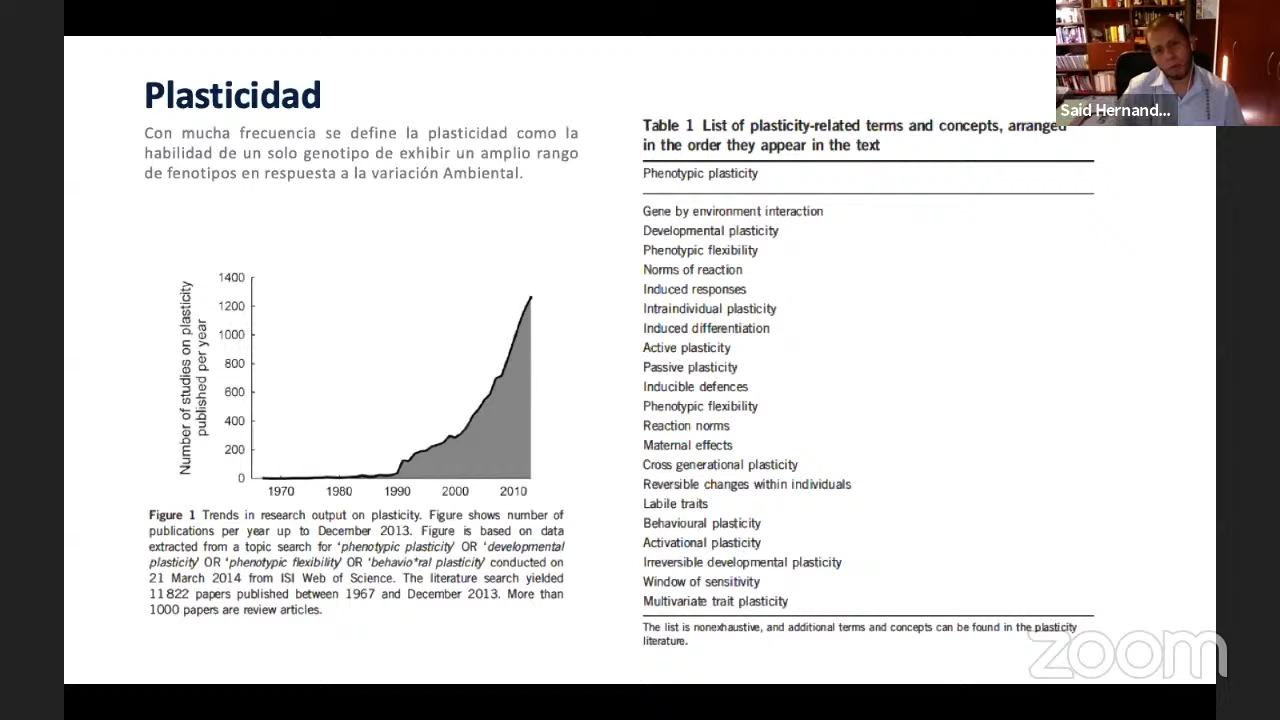 Plasticidad
Con mucha frecuencia se define la plasticidad como la
habilidad de un solo genotipo de exhibir un amplio rango
de fenotipos en respuesta a la variación Ambiental.
1400
1200
1000
800
600
400
200
0
Number of studies on plasticity
published per year
1970
1980
1990
2000
2010
Figure 1 Trends in research output on plasticity. Figure shows number of
publications per year up to December 2013. Figure is based on data
extracted from a topic search for 'phenotypic plasticity' OR 'developmental
plasticity' OR 'phenotypic flexibility' OR 'behavio*ral plasticity' conducted on
21 March 2014 from ISI Web of Science. The literature search yielded
11 822 papers published between 1967 and December 2013. More than
1000 papers are review articles.
Said Hernand...
Table 1 List of plasticity-related terms and concepts, arranged
in the order they appear in the text
Phenotypic plasticity
Gene by environment interaction
Developmental plasticity
Phenotypic flexibility
Norms of reaction
Induced responses
Intraindividual plasticity
Induced differentiation
Active plasticity
Passive plasticity
Inducible defences
Phenotypic flexibility
Reaction norms
Maternal effects
Cross generational plasticity
Reversible changes within individuals
Labile traits
Behavioural plasticity
Activational plasticity
Irreversible developmental plasticity
Window of sensitivity
Multivariate trait plasticity
The list is nonexhaustive, and additional terms and concepts can be found in the plasticity
literature.
zoom